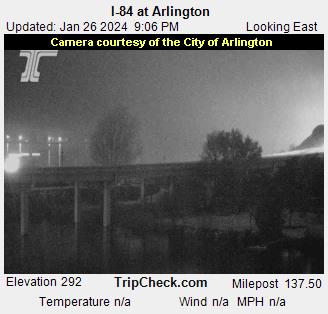 I-84 at Arlington
Updated: Jan 26 2024 9:06 PM Looking East
Camera courtesy of the City of Arlington
Elevation 292 TripCheck.com Milepost 137.50
Temperature n/a Wind n/a MPH n/a